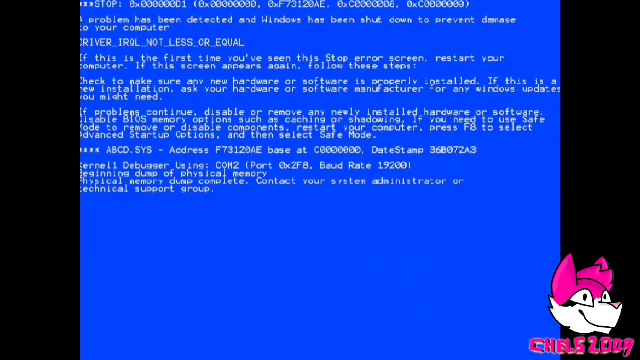 ***STOP: 0x000000D1 (0x00000000, 0xF73120AE, 0xC0000008, 0xC0000000)
A problem has been detected and Windows has been shut down to prevent damage
to your computer
DRIVER_IRQL_NOT_LESS_OR_EQUAL
If this is the first time you've seen this Stop error screen, restart your
computer. If this screen appears again, follow these steps:
Check to make sure any new hardware or software is properly installed. If this is a
new installation, ask your hardware or software manufacturer for any windows updates
you might need.
If problems continue, disable or remove any newly installed hardware or software.
Disable BIOS memory options such as caching or shadowing. If you need to use Safe
Mode to remove or disable components, restart your computer, press F8 to select
Advanced Startup Options, and then select Safe Mode.
**** ABCD.SYS - Address F73120AE base at C0000000, DateStamp 36B072A3
Kernel1 Debugger Using: COM2 (Port 0x2F8, Baud Rate 19200)
Beginning dump of physical memory
Physical memory dump complete. Contact your system administrator or
technical support group.
CHELSZ009